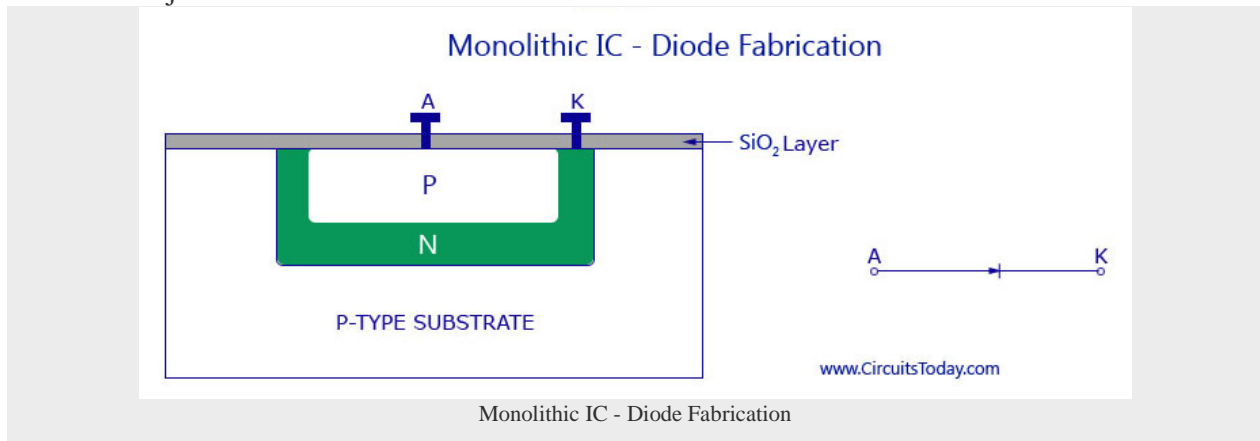 Monolithic IC - Diode Fabrication
A K
SiO₂ Layer
P
N
A K
P-TYPE SUBSTRATE
www.CircuitsToday.com
Monolithic IC - Diode Fabrication